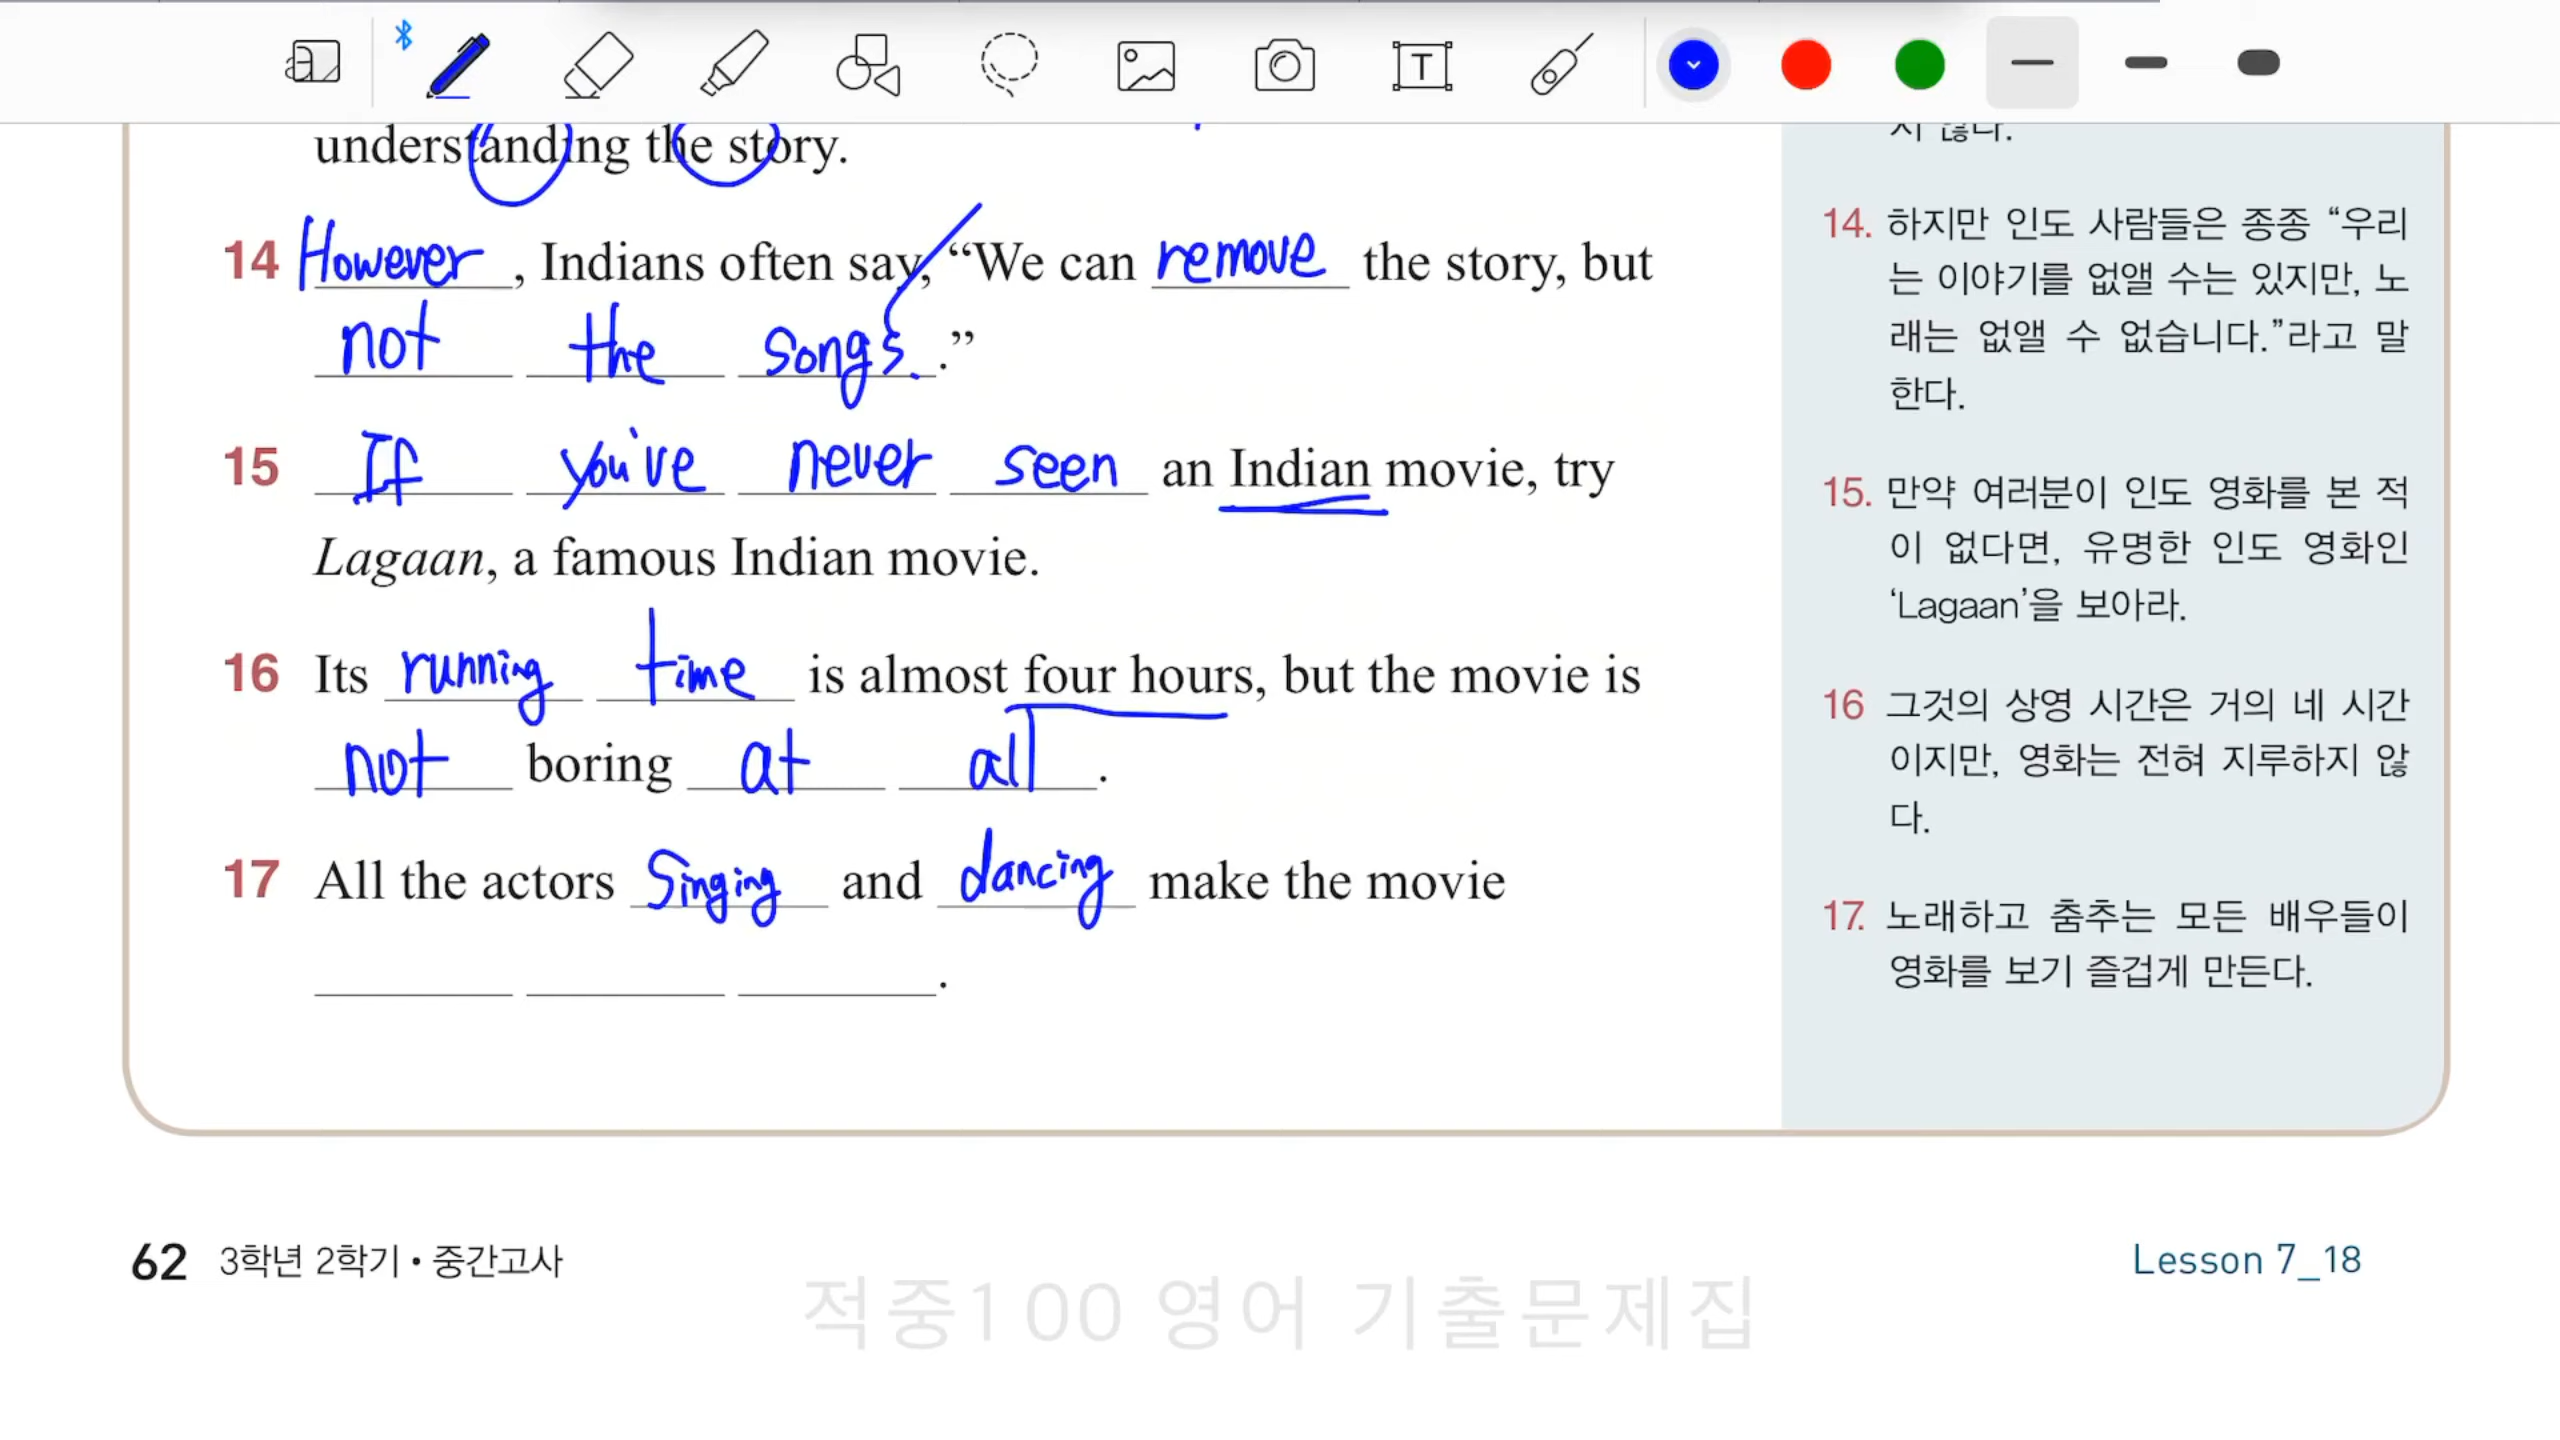 understanding the story.
14 However, Indians often say, “We can remove the story, but
not the songs.”
15 If you've never seen an Indian movie, try
Lagaan, a famous Indian movie.
16 Its running time is almost four hours, but the movie is
not boring at all.
17 All the actors Singing and dancing make the movie
___ ___ ___.
지 않다.
14. 하지만 인도 사람들은 종종 “우리
는 이야기를 없앨 수는 있지만, 노
래는 없앨 수 없습니다.”라고 말
한다.
15. 만약 여러분이 인도 영화를 본 적
이 없다면, 유명한 인도 영화인
‘Lagaan’을 보아라.
16 그것의 상영 시간은 거의 네 시간
이지만, 영화는 전혀 지루하지 않
다.
17. 노래하고 춤추는 모든 배우들이
영화를 보기 즐겁게 만든다.
62 3학년 2학기 • 중간고사
Lesson 7_18
적중100 영어 기출문제집